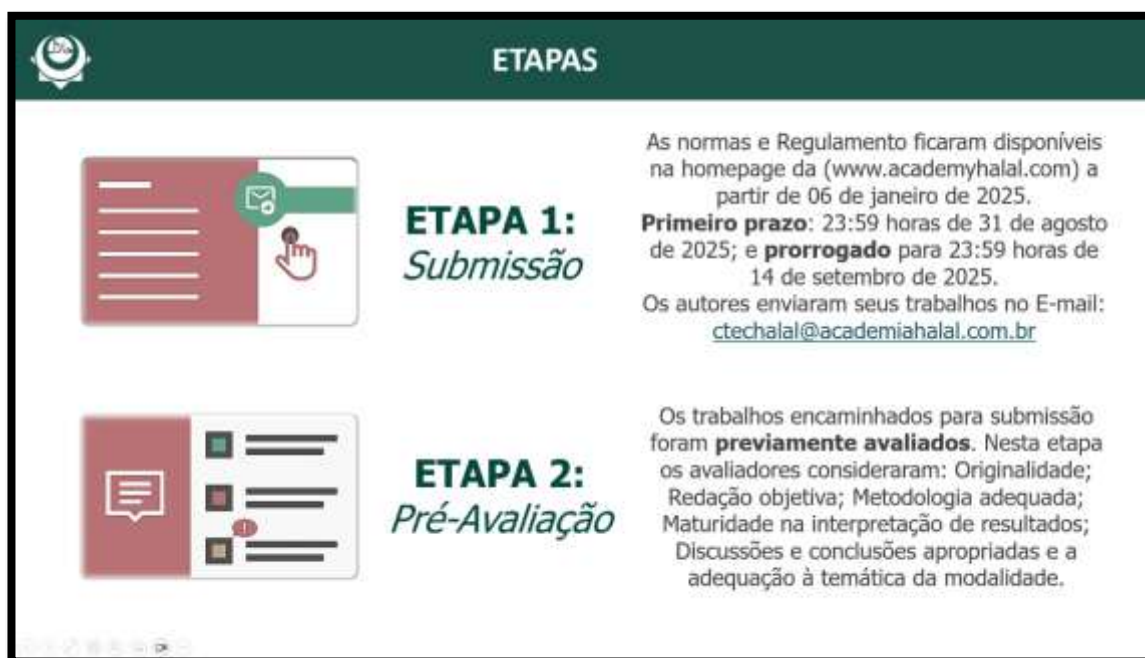 ETAPAS
ETAPA 1:
Submissão
As normas e Regulamento ficaram disponíveis
na homepage da (www.academyhalal.com) a
partir de 06 de janeiro de 2025.
Primeiro prazo: 23:59 horas de 31 de agosto
de 2025; e prorrogado para 23:59 horas de
14 de setembro de 2025.
Os autores enviaram seus trabalhos no E-mail:
ctechalal@academiahalal.com.br
ETAPA 2:
Pré-Avaliação
Os trabalhos encaminhados para submissão
foram previamente avaliados. Nesta etapa
os avaliadores consideraram: Originalidade;
Redação objetiva; Metodologia adequada;
Maturidade na interpretação de resultados;
Discussões e conclusões apropriadas e a
adequação à temática da modalidade.